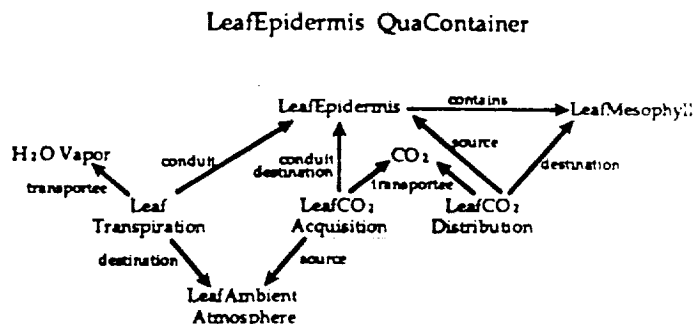 LeafEpidermis QuaContainer
LeafEpidermis
contains
LeafMesophyll
H₂O Vapor
conduit
conduit
destination
CO₂
source
destination
transportee
transportee
Leaf
Transpiration
LeafCO₂
Acquisition
LeafCO₂
Distribution
destination
source
LeafAmbient
Atmosphere